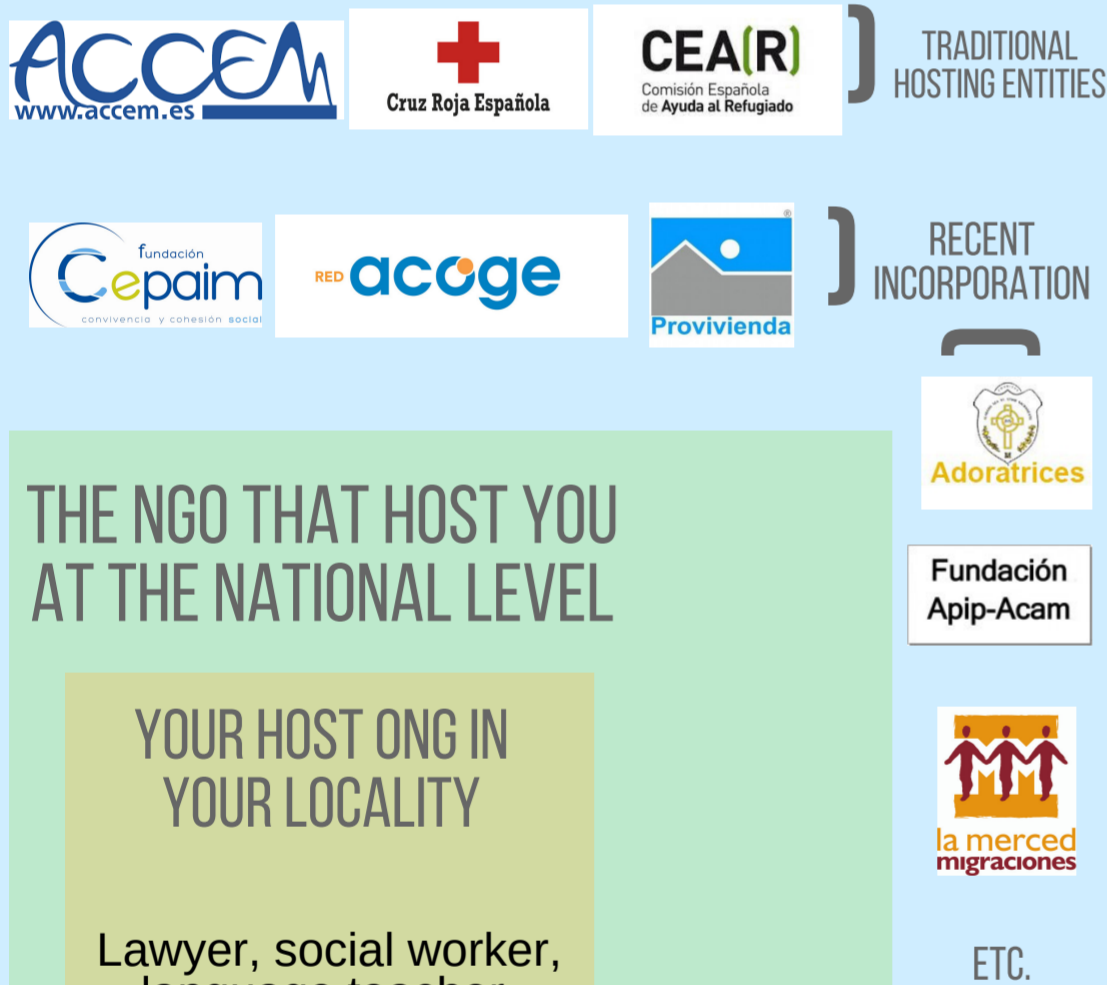 ACCEM
www.accem.es
Cruz Roja Española
CEA(R)
Comisión Española
de Ayuda al Refugiado
TRADITIONAL
HOSTING ENTITIES
fundación
Cepaim
convivencia y cohesión social
RED acoge
®
Provivienda
RECENT
INCORPORATION
Adoratrices
Fundación
Apip-Acam
la merced
migraciones
ETC.
THE NGO THAT HOST YOU
AT THE NATIONAL LEVEL
YOUR HOST ONG IN
YOUR LOCALITY
Lawyer, social worker,
language teacher